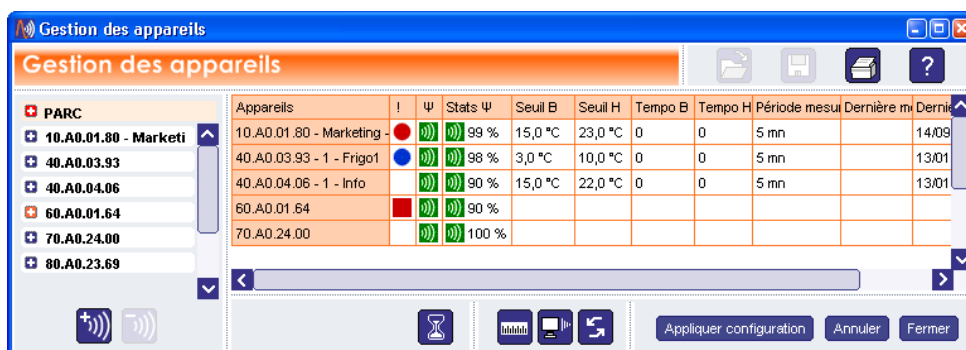 Gestion des appareils
Gestion des appareils
?
PARC
10.A0.01.80 - Marketi
40.A0.03.93
40.A0.04.06
60.A0.01.64
70.A0.24.00
80.A0.23.69
Appareils ! Ψ Stats Ψ Seuil B Seuil H Tempo B Tempo H Période mesu Dernière m Dernie
10.A0.01.80 - Marketing - 99 % 15,0 °C 23,0 °C 0 0 5 mn 14/09
40.A0.03.93 - 1 - Frigo1 98 % 3,0 °C 10,0 °C 0 0 5 mn 13/01
40.A0.04.06 - 1 - Info 90 % 15,0 °C 22,0 °C 0 0 5 mn 13/01
60.A0.01.64 90 %
70.A0.24.00 100 %
Appliquer configuration Annuler Fermer